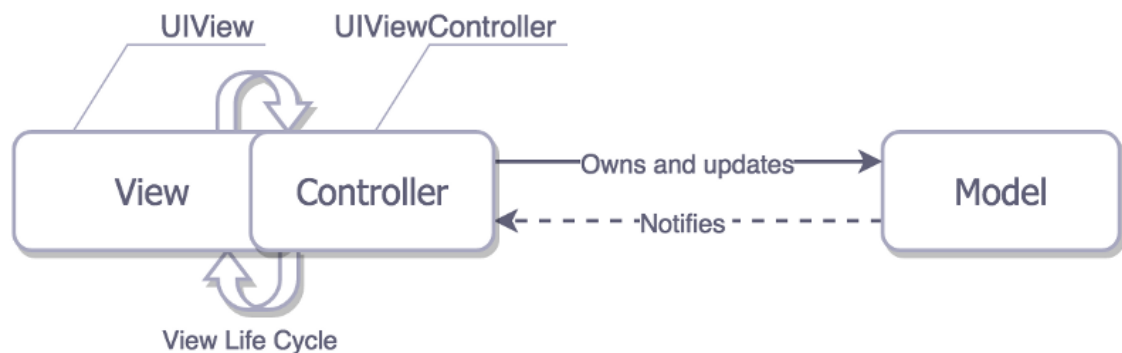 UIView
UIViewController
View
Controller
Owns and updates
Model
Notifies
View Life Cycle